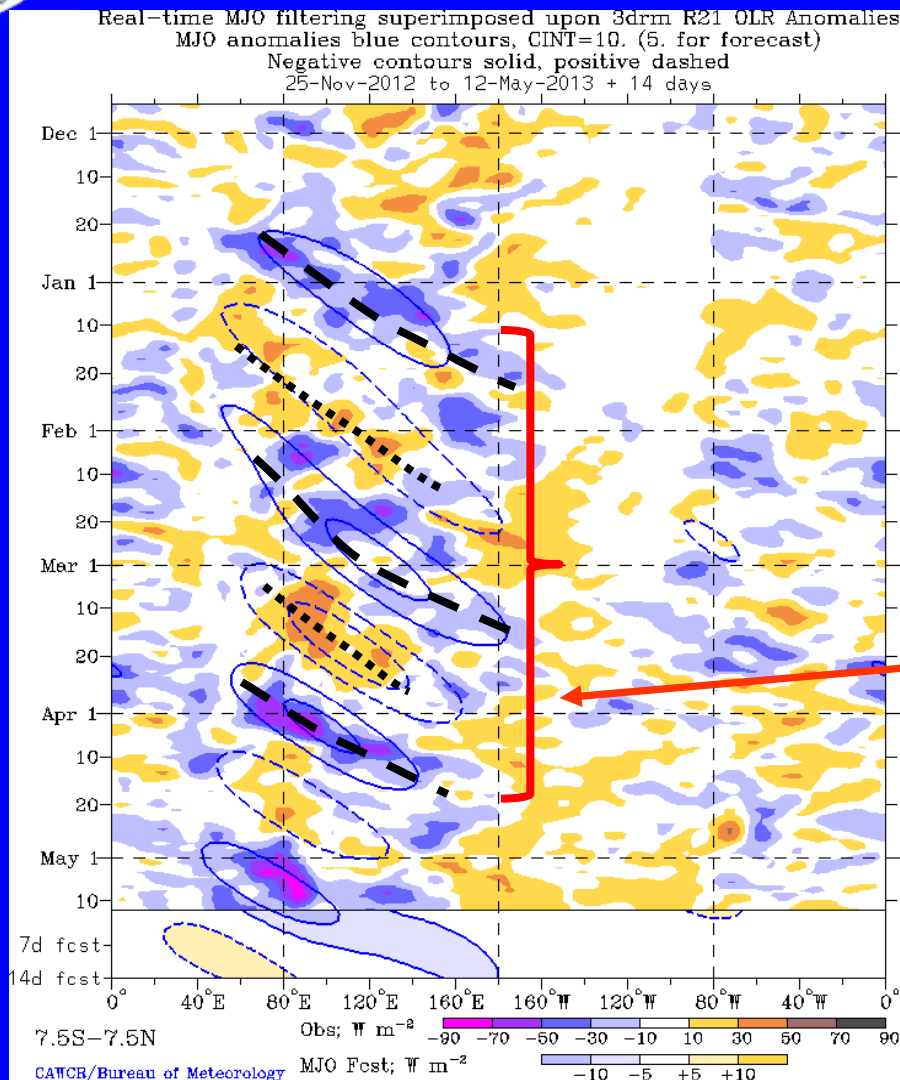 Real-time MJO filtering superimposed upon 3drm R21 OLR Anomalies
MJO anomalies blue contours, CINT=10. (5. for forecast)
Negative contours solid, positive dashed
25-Nov-2012 to 12-May-2013 + 14 days
Dec 1
10
20
Jan 1
10
20
Feb 1
10
20
Mar 1
10
20
Apr 1
10
20
May 1
10
7d fcst
14d fcst
0° 40°E 80°E 120°E 160°E 160°W 120°W 80°W 40°W 0°
7.5S-7.5N
Obs; W m⁻²
-90 -70 -50 -30 -10 10 30 50 70 90
CAWCR/Bureau of Meteorology
MJO Fcst; W m⁻²
-10 -5 +5 +10